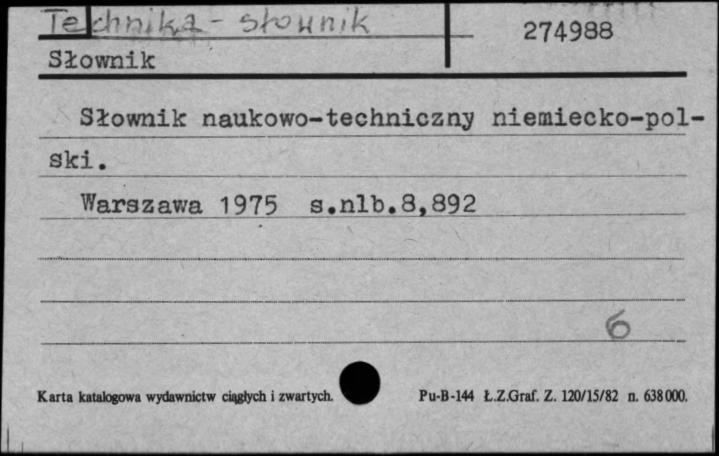 Technika - słownik
274988
Słownik
Słownik naukowo-techniczny niemiecko-pol-
ski.
Warszawa 1975 s.nlb.8,892
6
Karta katalogowa wydawnictw ciągłych i zwartych.
Pu-B-144 Ł.Z.Graf. Z. 120/15/82 n. 638000.